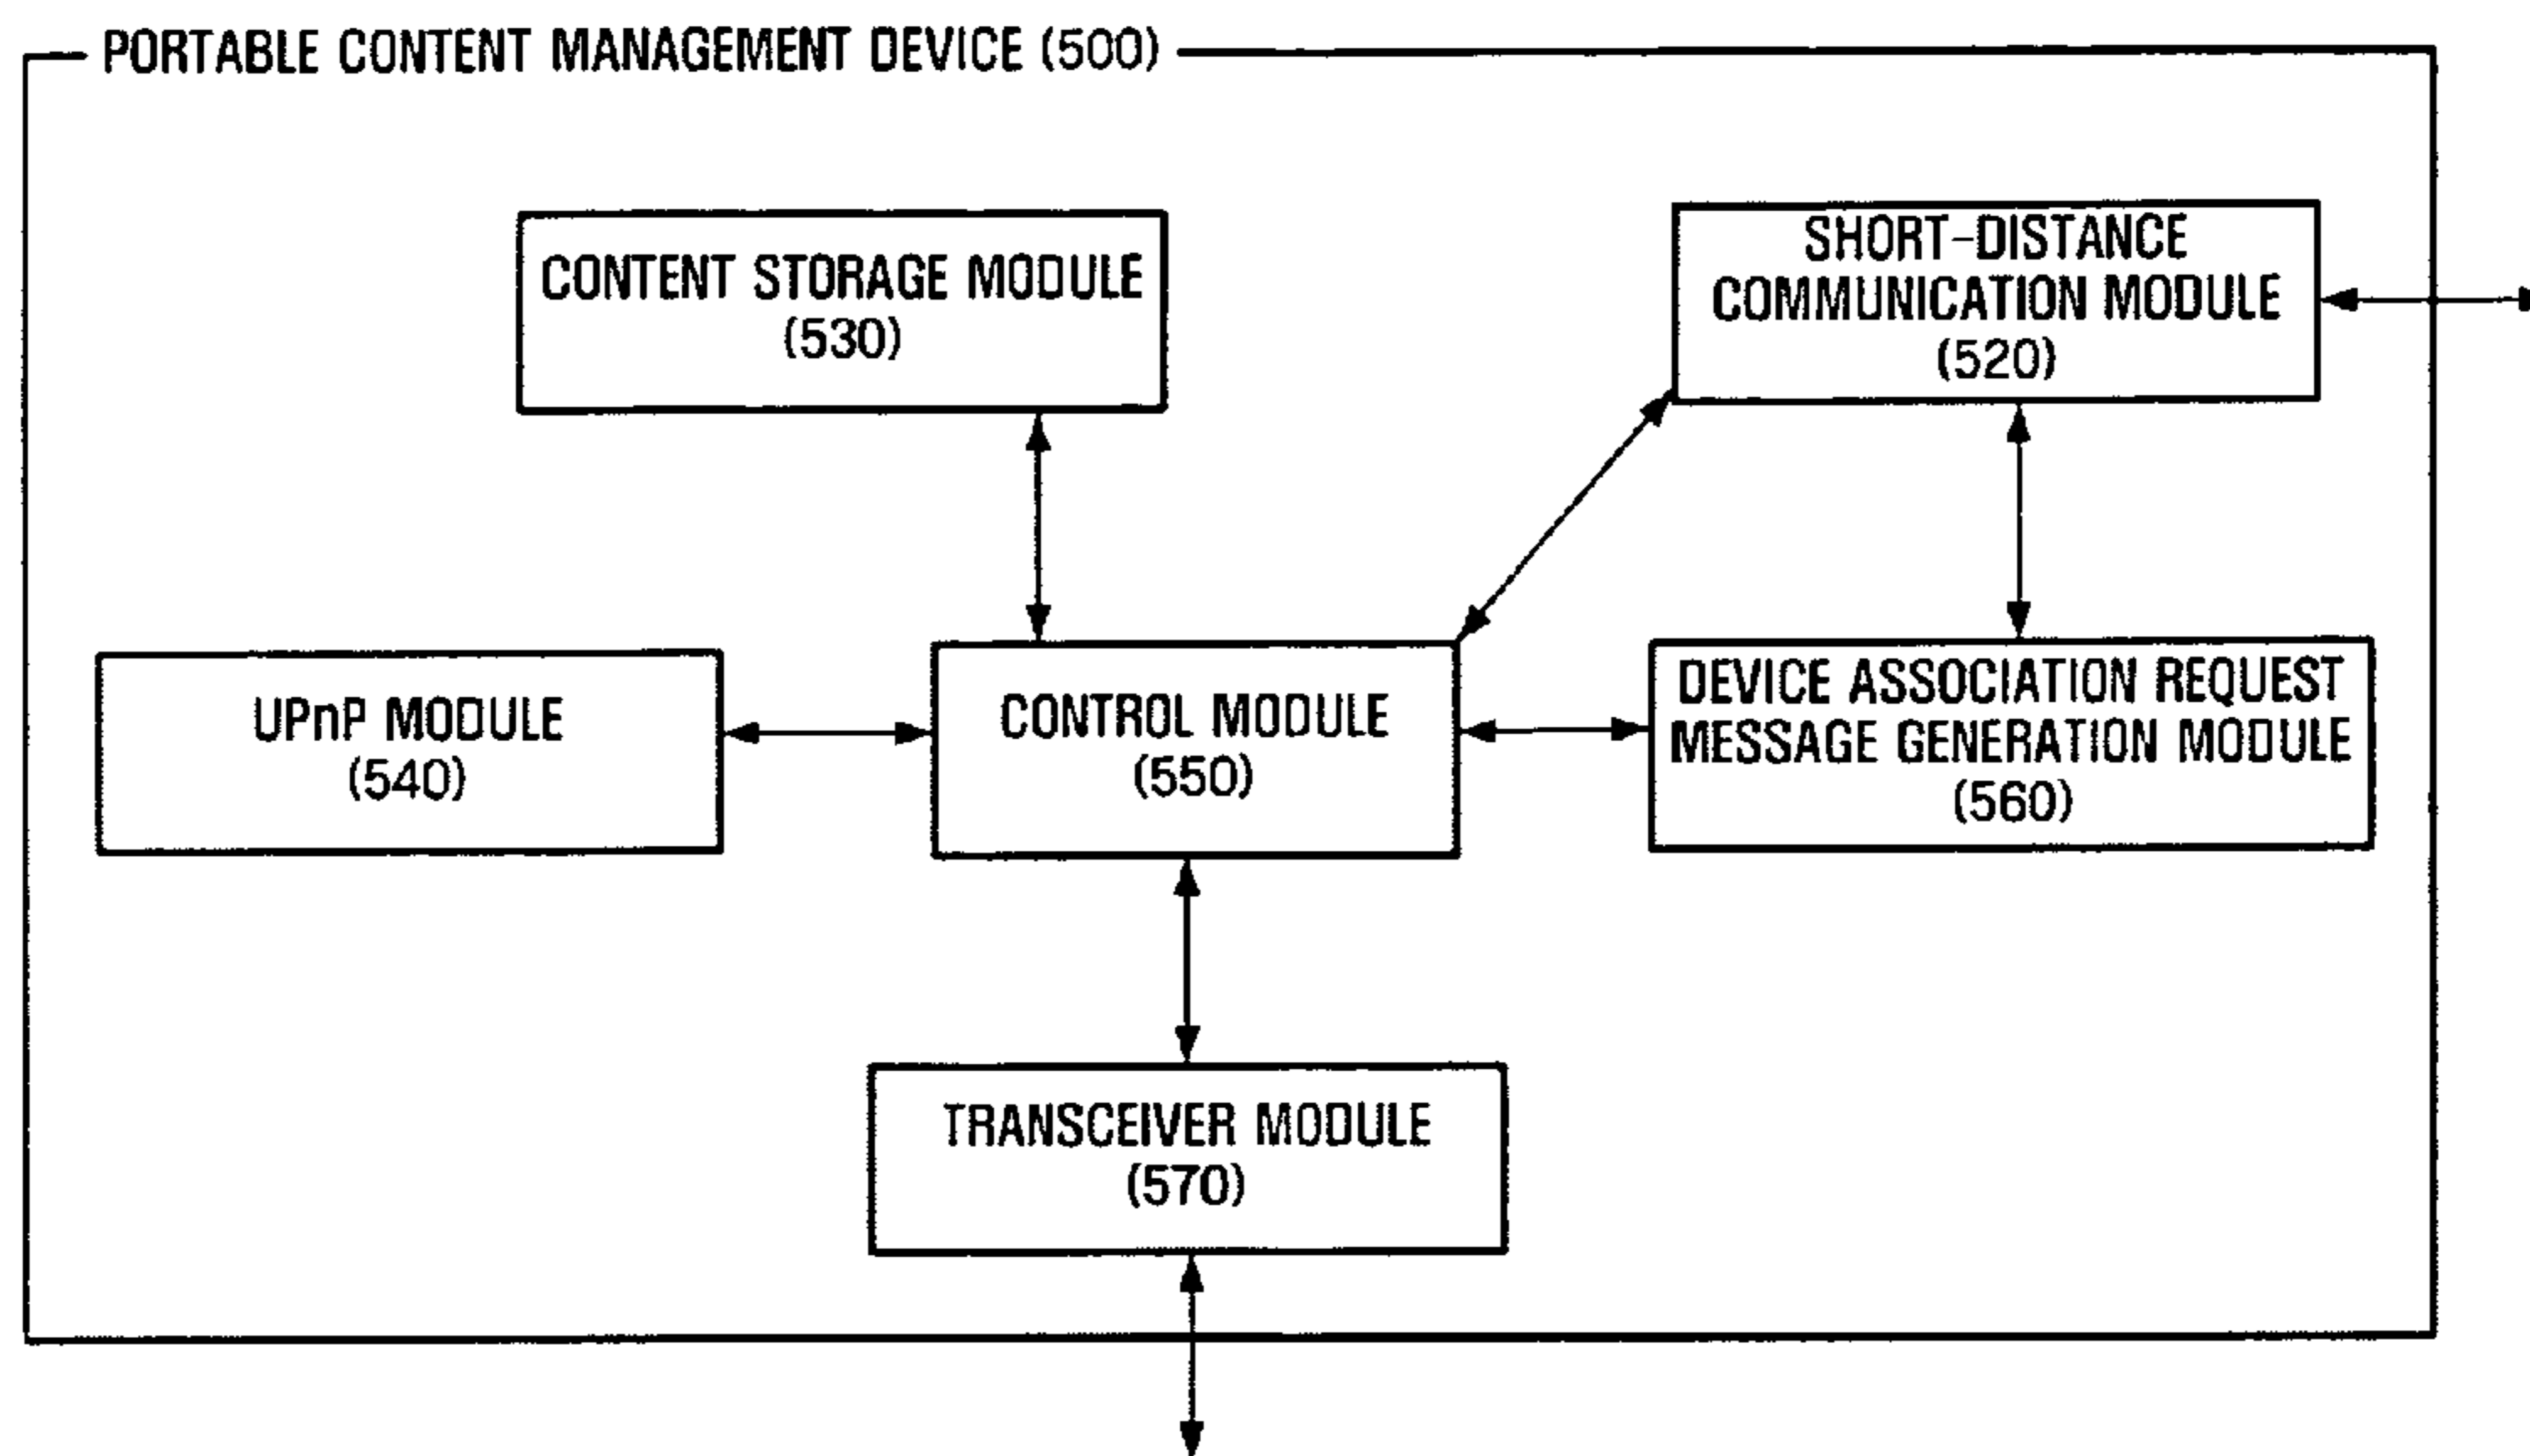 PORTABLE CONTENT MANAGEMENT DEVICE (500)
CONTENT STORAGE MODULE
(530)
SHORT-DISTANCE
COMMUNICATION MODULE
(520)
UPnP MODULE
(540)
CONTROL MODULE
(550)
DEVICE ASSOCIATION REQUEST
MESSAGE GENERATION MODULE
(560)
TRANSCEIVER MODULE
(570)